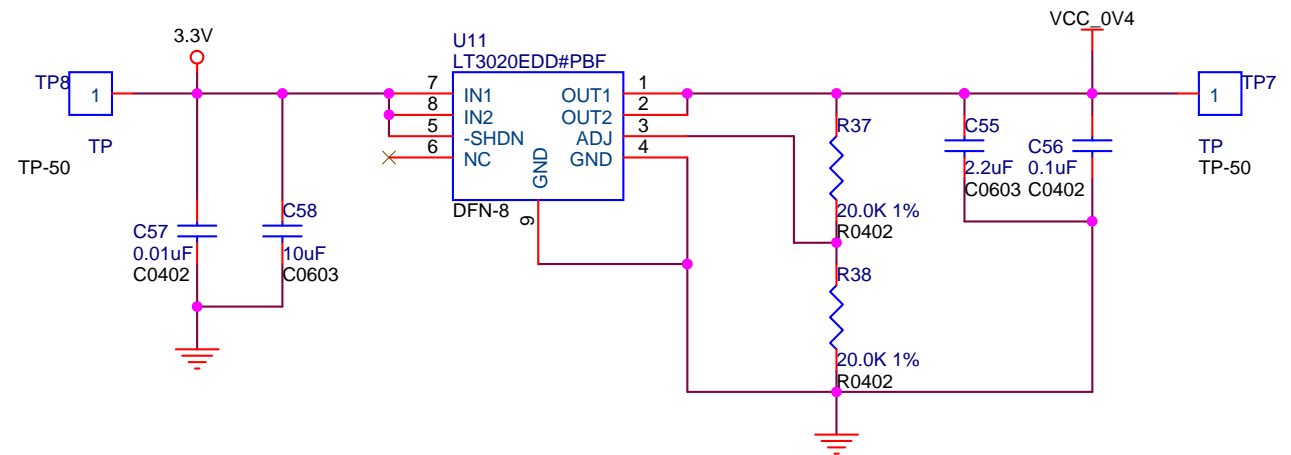 VCC_0V4
3.3V
U11
LT3020EDD#PBF
TP8
1
TP
TP-50
7
8
5
6
IN1
IN2
-SHDN
NC
GND
OUT1
OUT2
ADJ
GND
1
2
3
4
9
DFN-8
C57
0.01uF
C0402
C58
10uF
C0603
R37
20.0K 1%
R0402
R38
20.0K 1%
R0402
C55
2.2uF
C0603
C56
0.1uF
C0402
1
TP7
TP
TP-50